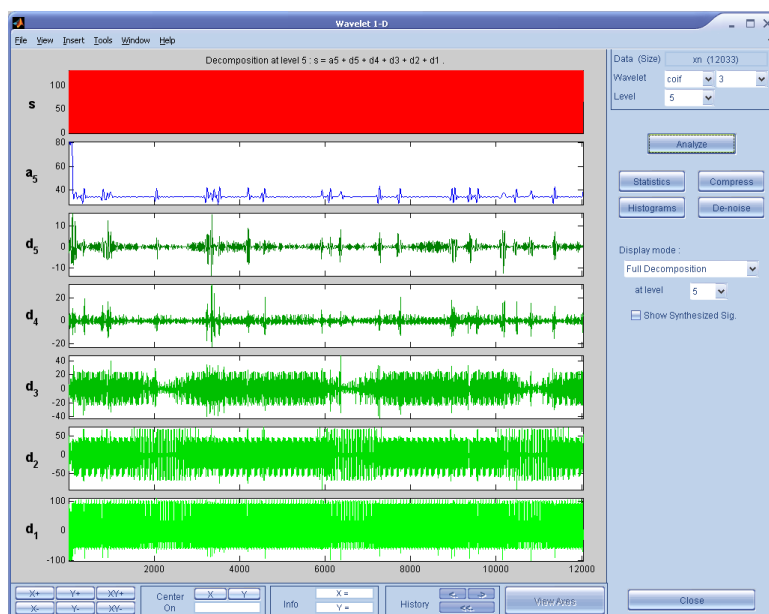 Wavelet 1-D
File View Insert Tools Window Help
Decomposition at level 5 : s = a5 + d5 + d4 + d3 + d2 + d1 .
s
100
50
0
a5
80
60
40
d5
10
0
-10
d4
20
0
-20
d3
40
20
0
-20
-40
d2
50
0
-50
d1
100
0
-100
2000 4000 6000 8000 10000 12000
Data (Size) xn (12033)
Wavelet coif 3
Level 5
Analyze
Statistics Compress
Histograms De-noise
Display mode :
Full Decomposition
at level 5
Show Synthesized Sig.
X+ Y+ XY+
X- Y- XY-
Center On X Y
Info X =
Y =
History <- ->
<<-
View Axes
Close